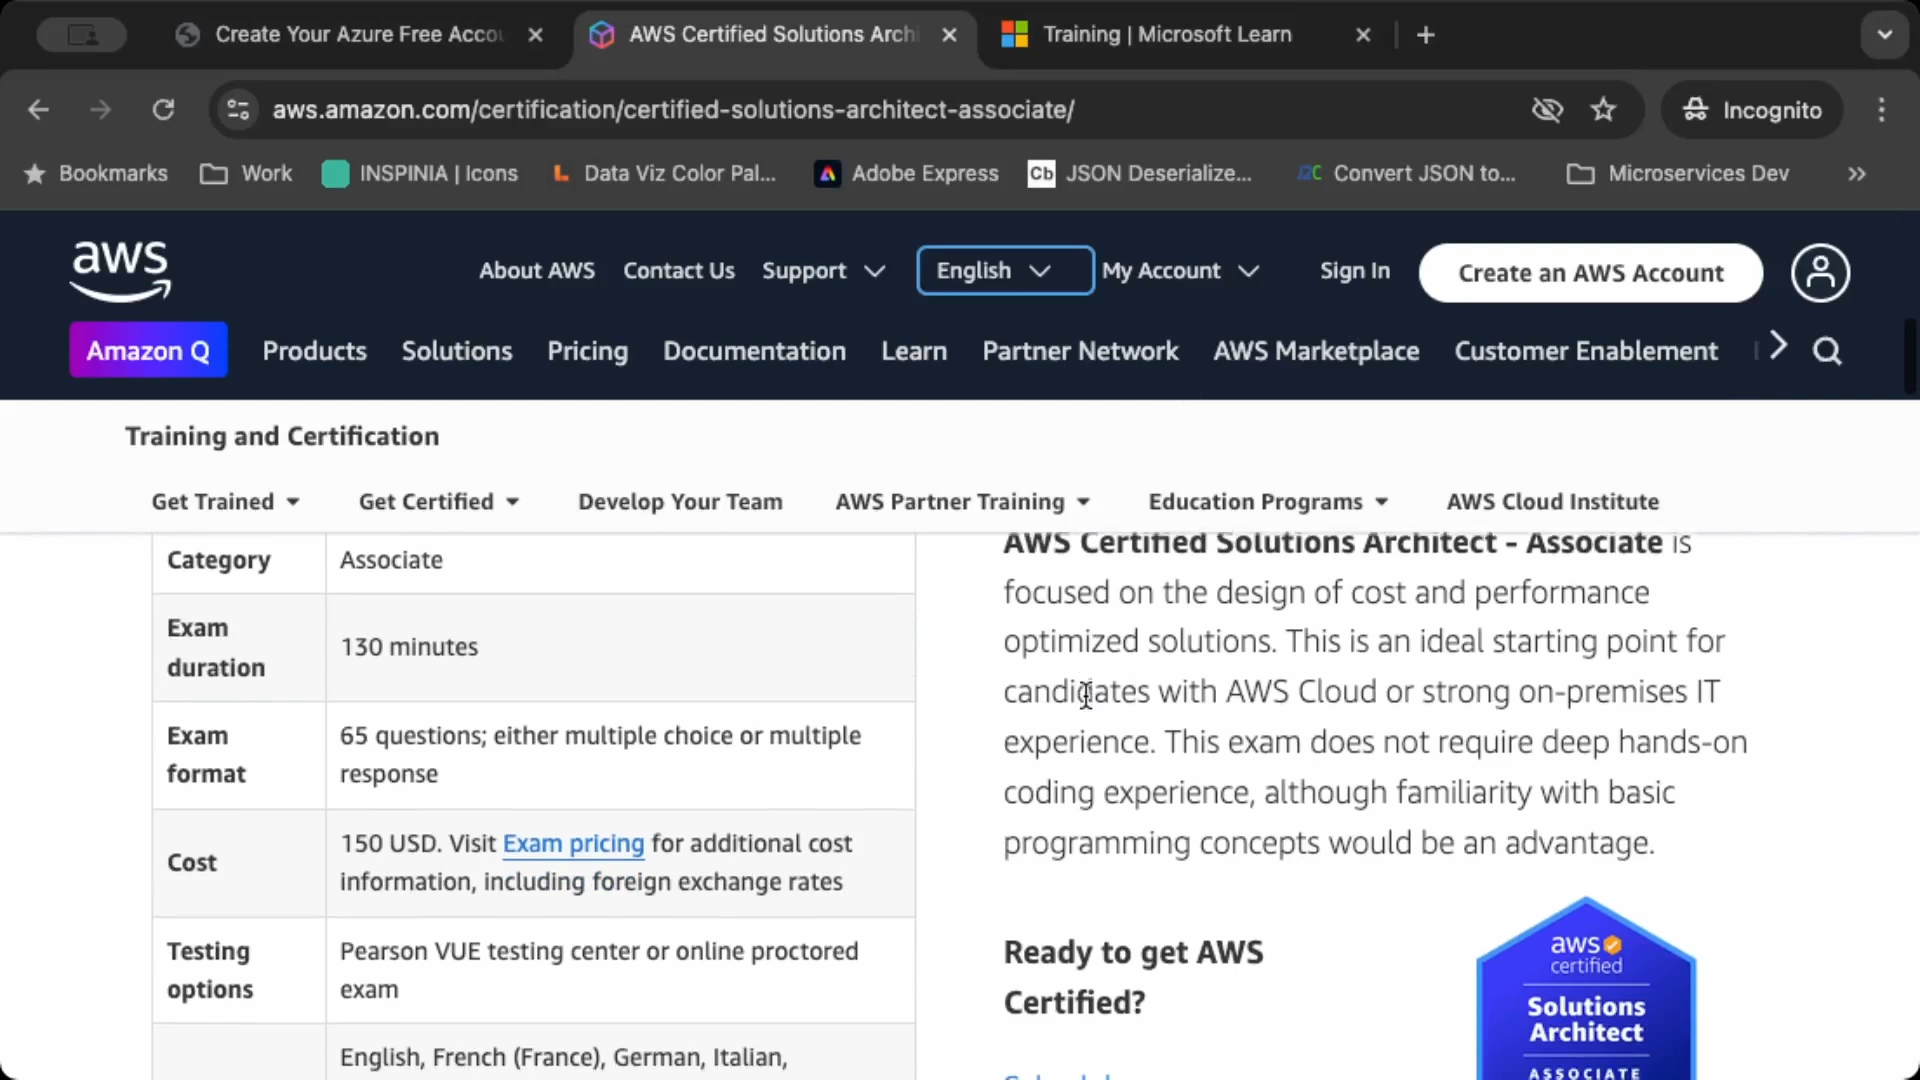 Create Your Azure Free Accou
AWS Certified Solutions Archi
Training | Microsoft Learn
aws.amazon.com/certification/certified-solutions-architect-associate/
Incognito
Bookmarks
Work
INSPINIA | Icons
Data Viz Color Pal...
Adobe Express
Cb JSON Deserialize...
J2C Convert JSON to...
Microservices Dev
aws
About AWS
Contact Us
Support
English
My Account
Sign In
Create an AWS Account
Amazon Q
Products
Solutions
Pricing
Documentation
Learn
Partner Network
AWS Marketplace
Customer Enablement
Training and Certification
Get Trained
Get Certified
Develop Your Team
AWS Partner Training
Education Programs
AWS Cloud Institute
Category
Associate
Exam
duration
130 minutes
Exam
format
65 questions; either multiple choice or multiple
response
Cost
150 USD. Visit Exam pricing for additional cost
information, including foreign exchange rates
Testing
options
Pearson VUE testing center or online proctored
exam
English, French (France), German, Italian,
AWS Certified Solutions Architect - Associate is
focused on the design of cost and performance
optimized solutions. This is an ideal starting point for
candidates with AWS Cloud or strong on-premises IT
experience. This exam does not require deep hands-on
coding experience, although familiarity with basic
programming concepts would be an advantage.
Ready to get AWS
Certified?
aws
certified
Solutions
Architect
ASSOCIATE